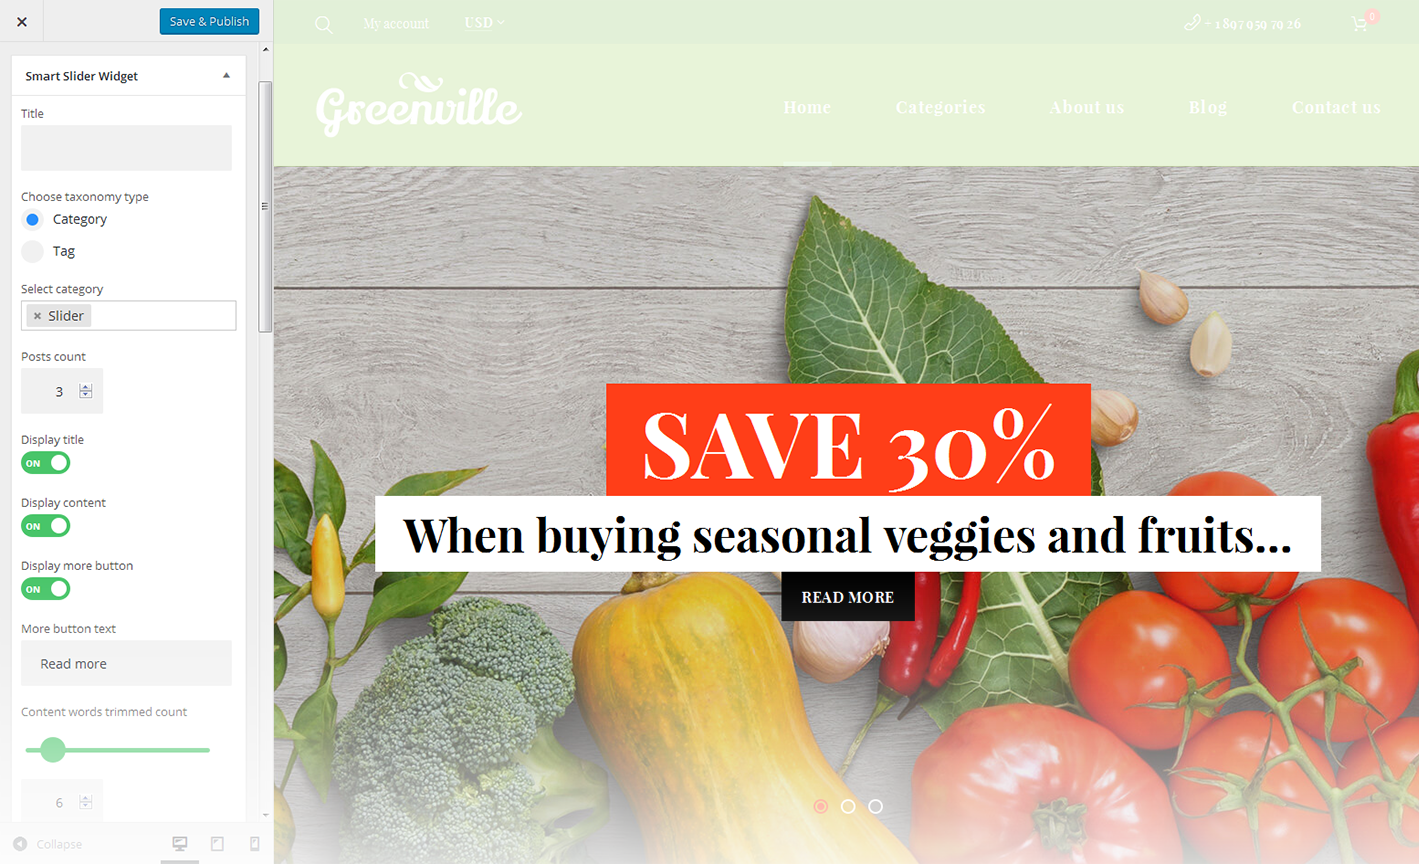 Save & Publish
Smart Slider Widget
Title
Choose taxonomy type
Category
Tag
Select category
× Slider
Posts count
3
Display title
ON
Display content
ON
Display more button
ON
More button text
Read more
Content words trimmed count
6
Collapse
My account
USD
- 1 897 959 79 26
0
Greenville
Home
Categories
About us
Blog
Contact us
SAVE 30%
When buying seasonal veggies and fruits...
READ MORE